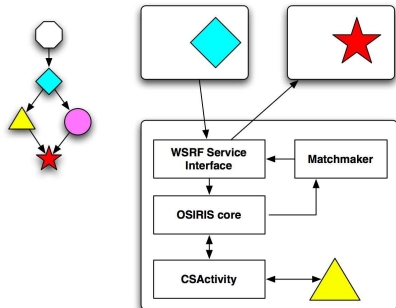 WSRF Service
Interface
Matchmaker
OSIRIS core
CSActivity